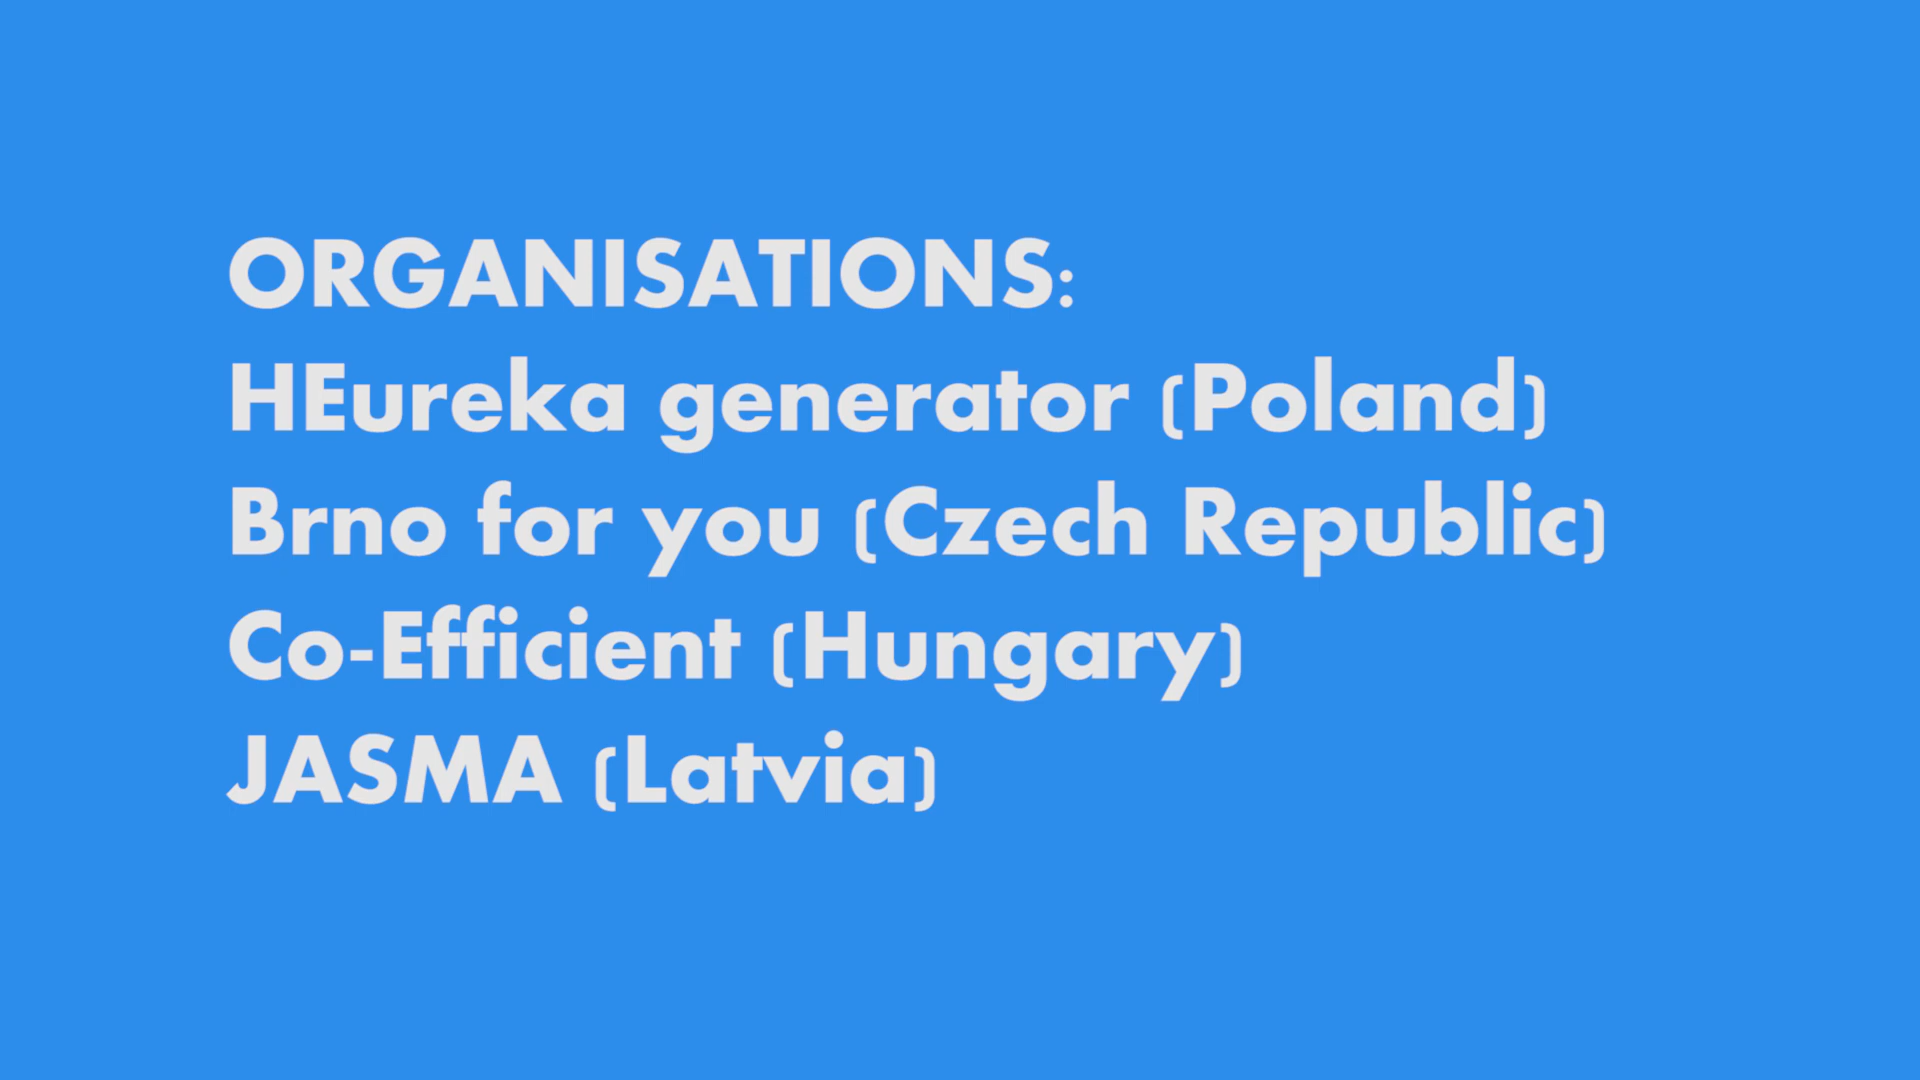 ORGANISATIONS:
HEureka generator (Poland)
Brno for you (Czech Republic)
Co-Efficient (Hungary)
JASMA (Latvia)